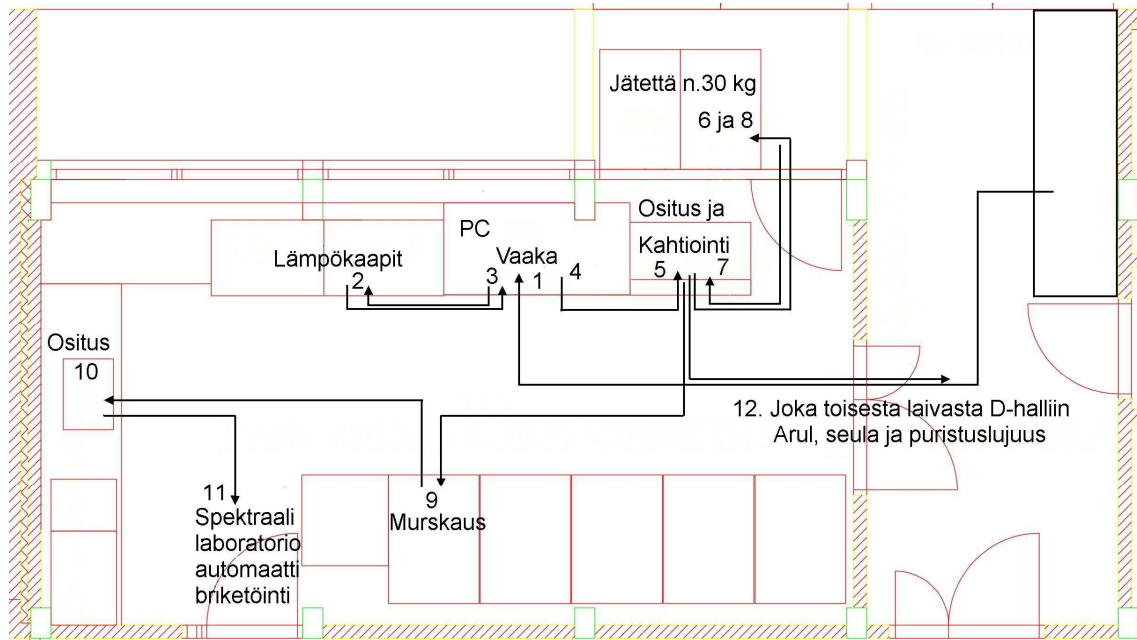 Jätettä n.30 kg
6 ja 8
Ositus ja
Kahtiointi
5 7
PC
Vaaka
3 1 4
Lämpökaapit
2
Ositus
10
12. Joka toisesta laivasta D-halliin
Arul, seula ja puristuslujuus
9
Murskaus
11
Spektraali
laboratorio
automaatti
briketöinti